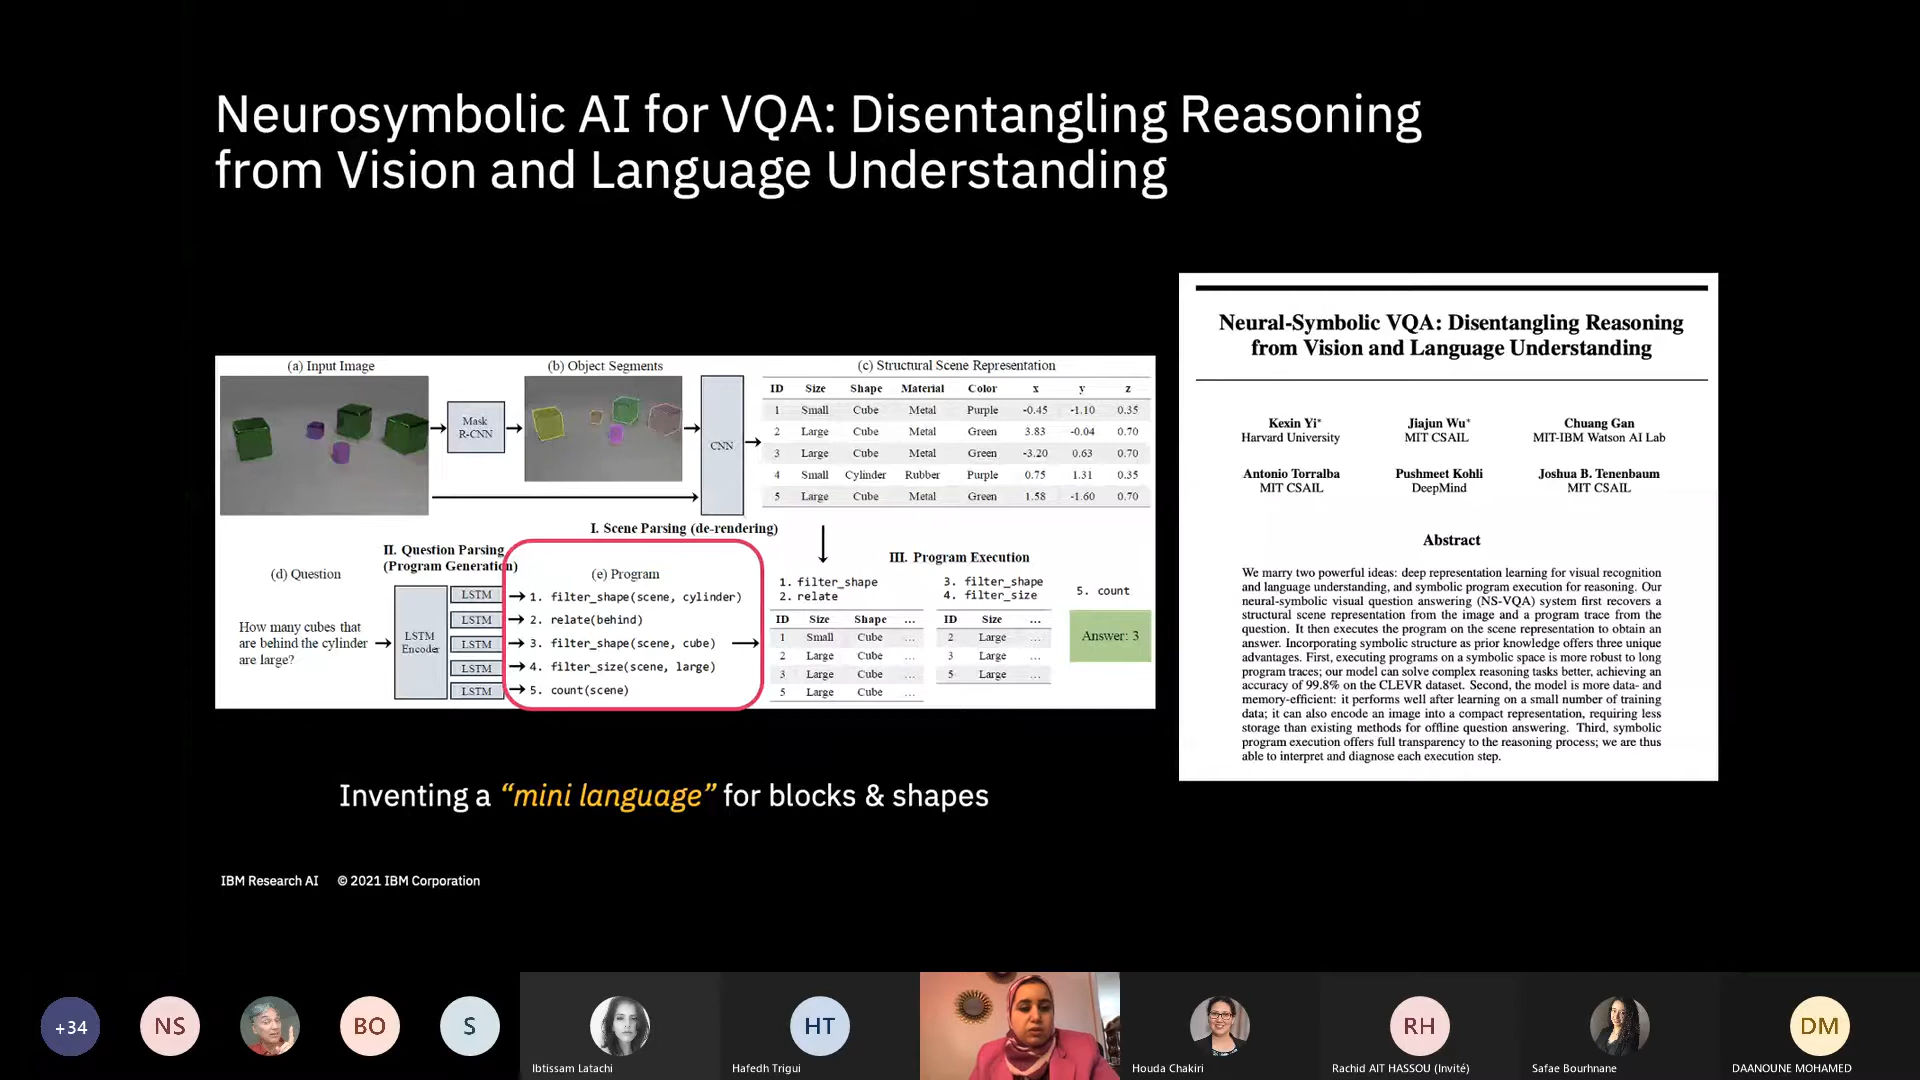 Neurosymbolic AI for VQA: Disentangling Reasoning
from Vision and Language Understanding
(a) Input Image
(b) Object Segments
(c) Structural Scene Representation
Mask
R-CNN
CNN
ID Size Shape Material Color x y z
1 Small Cube Metal Purple -0.45 -1.10 0.35
2 Large Cube Metal Green 3.83 -0.04 0.70
3 Large Cube Metal Green -3.20 0.63 0.70
4 Small Cylinder Rubber Purple 0.75 1.31 0.35
5 Large Cube Metal Green 1.58 -1.60 0.70
I. Scene Parsing (de-rendering)
II. Question Parsing
(Program Generation)
(d) Question
How many cubes that
are behind the cylinder
are large?
LSTM
Encoder
LSTM
LSTM
LSTM
LSTM
LSTM
(e) Program
1. filter_shape(scene, cylinder)
2. relate(behind)
3. filter_shape(scene, cube)
4. filter_size(scene, large)
5. count(scene)
III. Program Execution
1. filter_shape
2. relate
ID Size Shape ...
1 Small Cube ...
2 Large Cube ...
3 Large Cube ...
5 Large Cube ...
3. filter_shape
4. filter_size
ID Size ...
2 Large ...
3 Large ...
5 Large ...
5. count
Answer: 3
Inventing a “mini language” for blocks & shapes
IBM Research AI © 2021 IBM Corporation
Neural-Symbolic VQA: Disentangling Reasoning
from Vision and Language Understanding
Kexin Yi*
Harvard University
Jiajun Wu*
MIT CSAIL
Chuang Gan
MIT-IBM Watson AI Lab
Antonio Torralba
MIT CSAIL
Pushmeet Kohli
DeepMind
Joshua B. Tenenbaum
MIT CSAIL
Abstract
We marry two powerful ideas: deep representation learning for visual recognition
and language understanding, and symbolic program execution for reasoning. Our
neural-symbolic visual question answering (NS-VQA) system first recovers a
structural scene representation from the image and a program trace from the
question. It then executes the program on the scene representation to obtain an
answer. Incorporating symbolic structure as prior knowledge offers three unique
advantages. First, executing programs on a symbolic space is more robust to long
program traces; our model can solve complex reasoning tasks better, achieving an
accuracy of 99.8% on the CLEVR dataset. Second, the model is more data- and
memory-efficient: it performs well after learning on a small number of training
data; it can also encode an image into a compact representation, requiring less
storage than existing methods for offline question answering. Third, symbolic
program execution offers full transparency to the reasoning process; we are thus
able to interpret and diagnose each execution step.
+34
NS
BO
S
Ibtissam Latachi
HT
Hafedh Trigui
Houda Chakiri
RH
Rachid AIT HASSOU (Invité)
Safae Bourhnane
DM
DAANOUNE MOHAMED